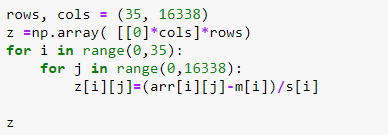 rows, cols = (35, 16338)
z =np.array( [[0]*cols]*rows)
for i in range(0,35):
    for j in range(0,16338):
        z[i][j]=(arr[i][j]-m[i])/s[i]

z